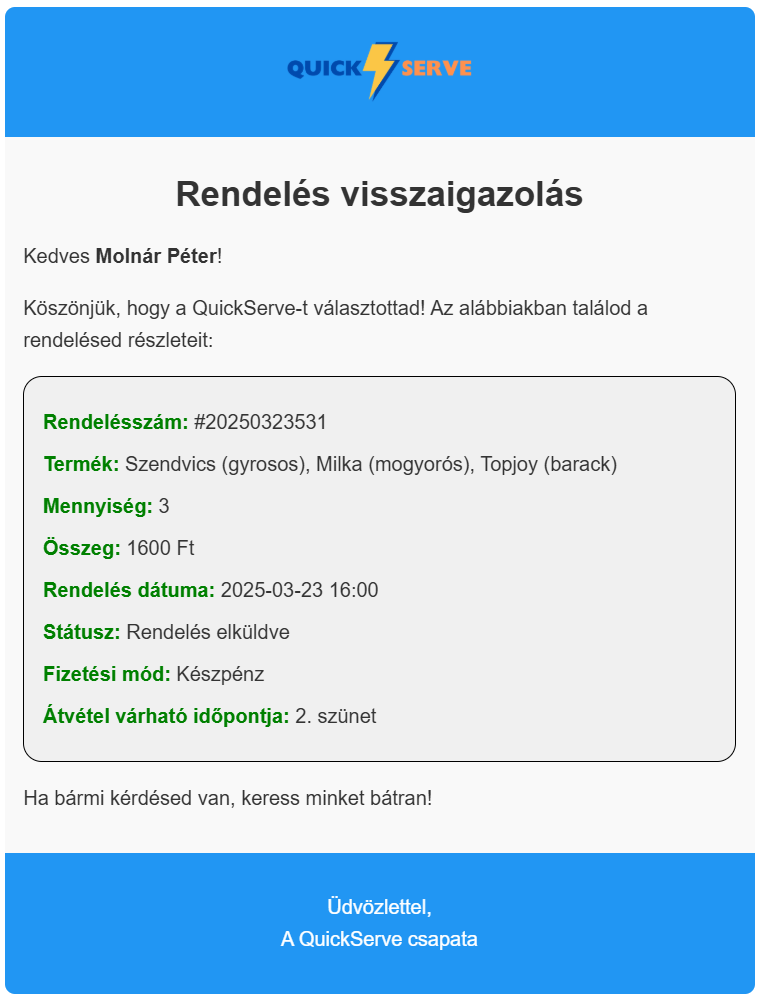 QUICK SERVE
Rendelés visszaigazolás
Kedves Molnár Péter!
Köszönjük, hogy a QuickServe-t választottad! Az alábbiakban találod a
rendelésed részleteit:
Rendelésszám: #20250323531
Termék: Szendvics (gyrosos), Milka (mogyorós), Topjoy (barack)
Mennyiség: 3
Összeg: 1600 Ft
Rendelés dátuma: 2025-03-23 16:00
Státusz: Rendelés elküldve
Fizetési mód: Készpénz
Átvétel várható időpontja: 2. szünet
Ha bármi kérdésed van, keress minket bátran!
Üdvözlettel,
A QuickServe csapata